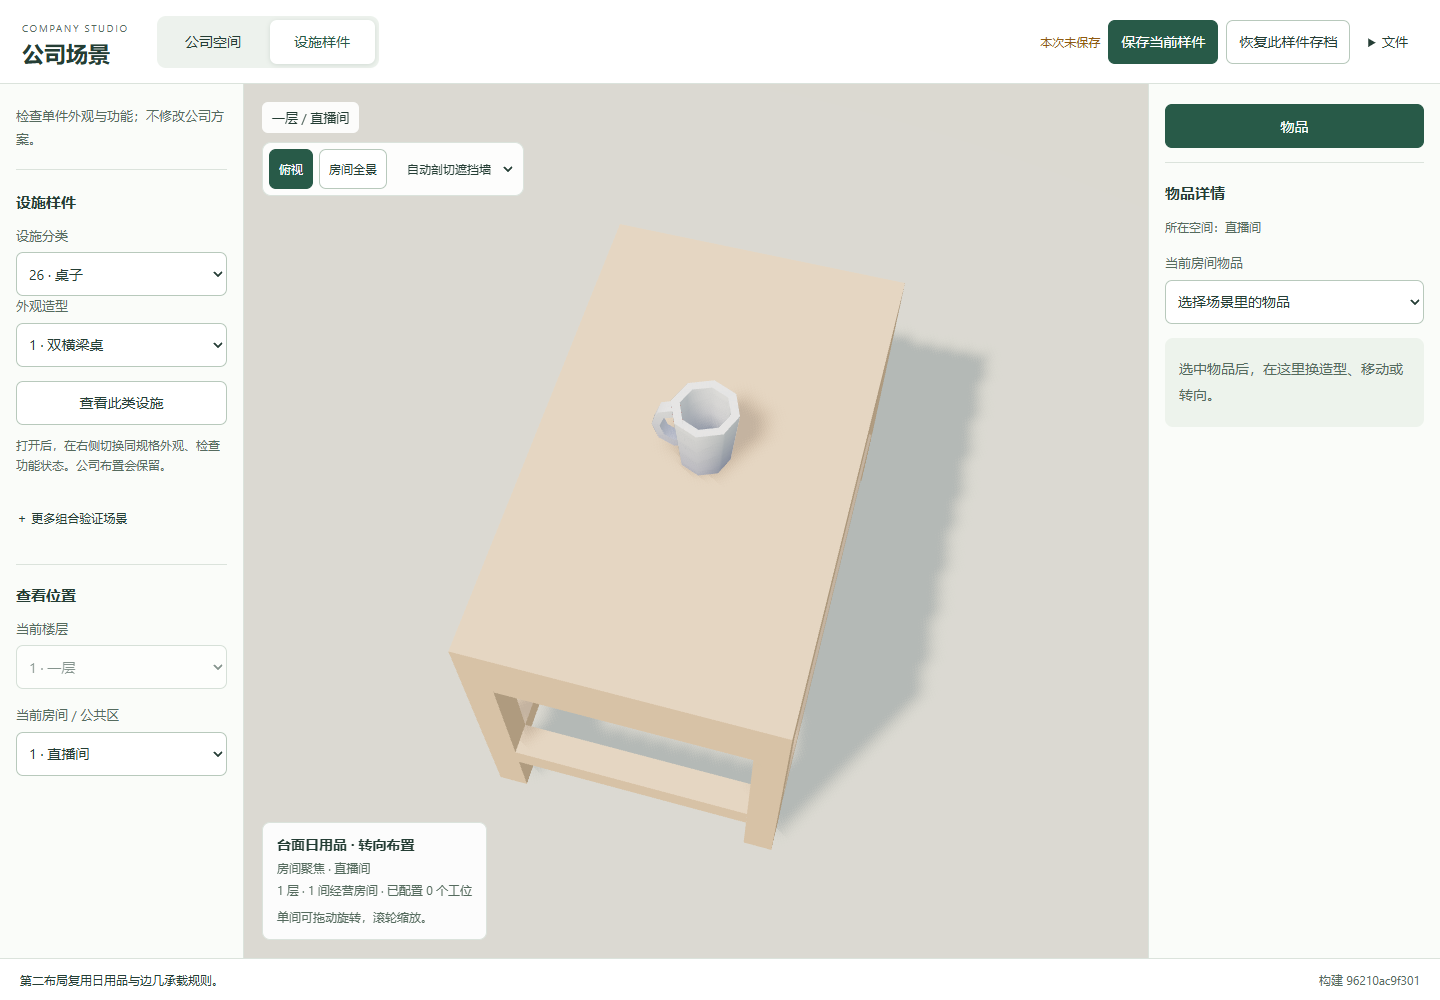 COMPANY STUDIO
公司场景
公司空间
设施样件
本次未保存
保存当前样件
恢复此样件存档
▶ 文件
检查单件外观与功能；不修改公司方
案。
设施样件
设施分类
26 · 桌子
外观造型
1 · 双横梁桌
查看此类设施
打开后，在右侧切换同规格外观、检查
功能状态。公司布置会保留。
+ 更多组合验证场景
查看位置
当前楼层
1 · 一层
当前房间 / 公共区
1 · 直播间
一层 / 直播间
俯视
房间全景
自动剖切遮挡墙
台面日用品 · 转向布置
房间聚焦 · 直播间
1 层 · 1 间经营房间 · 已配置 0 个工位
单间可拖动旋转，滚轮缩放。
物品
物品详情
所在空间：直播间
当前房间物品
选择场景里的物品
选中物品后，在这里换造型、移动或
转向。
第二布局复用日用品与边几承载规则。
构建 96210ac9f301